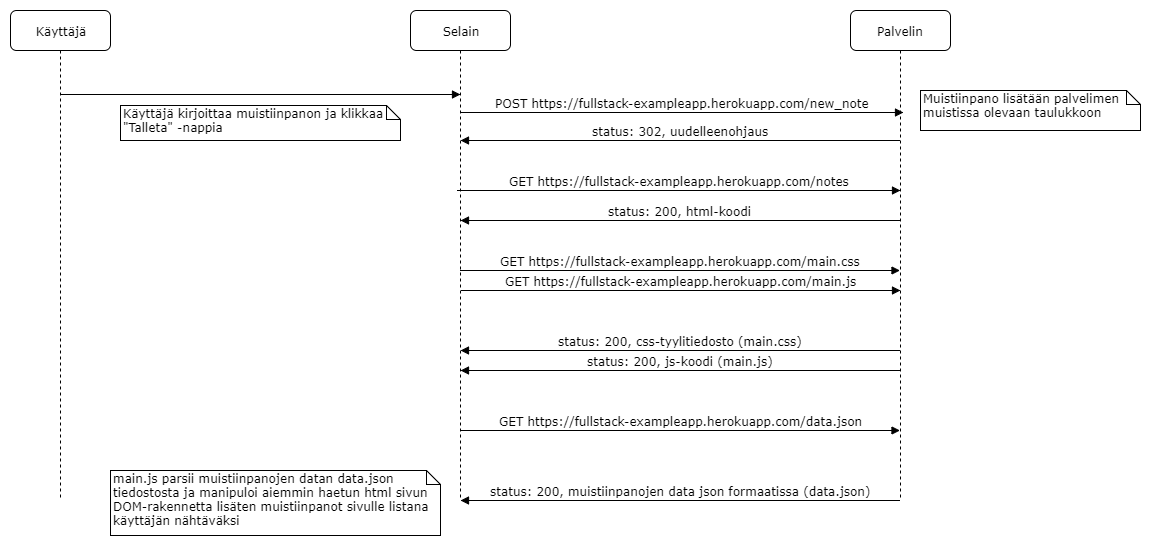 Käyttäjä
Selain
Palvelin
Käyttäjä kirjoittaa muistiinpanon ja klikkaa
"Talleta" -nappia
POST https://fullstack-exampleapp.herokuapp.com/new_note
Muistiinpano lisätään palvelimen
muistissa olevaan taulukkoon
status: 302, uudelleenohjaus
GET https://fullstack-exampleapp.herokuapp.com/notes
status: 200, html-koodi
GET https://fullstack-exampleapp.herokuapp.com/main.css
GET https://fullstack-exampleapp.herokuapp.com/main.js
status: 200, css-tyylitiedosto (main.css)
status: 200, js-koodi (main.js)
GET https://fullstack-exampleapp.herokuapp.com/data.json
main.js parsii muistiinpanojen datan data.json
tiedostosta ja manipuloi aiemmin haetun html sivun
DOM-rakennetta lisäten muistiinpanot sivulle listana
käyttäjän nähtäväksi
status: 200, muistiinpanojen data json formaatissa (data.json)